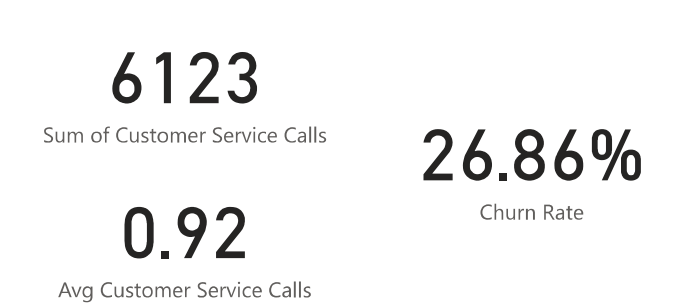 6123
Sum of Customer Service Calls
26.86%
Churn Rate
0.92
Avg Customer Service Calls